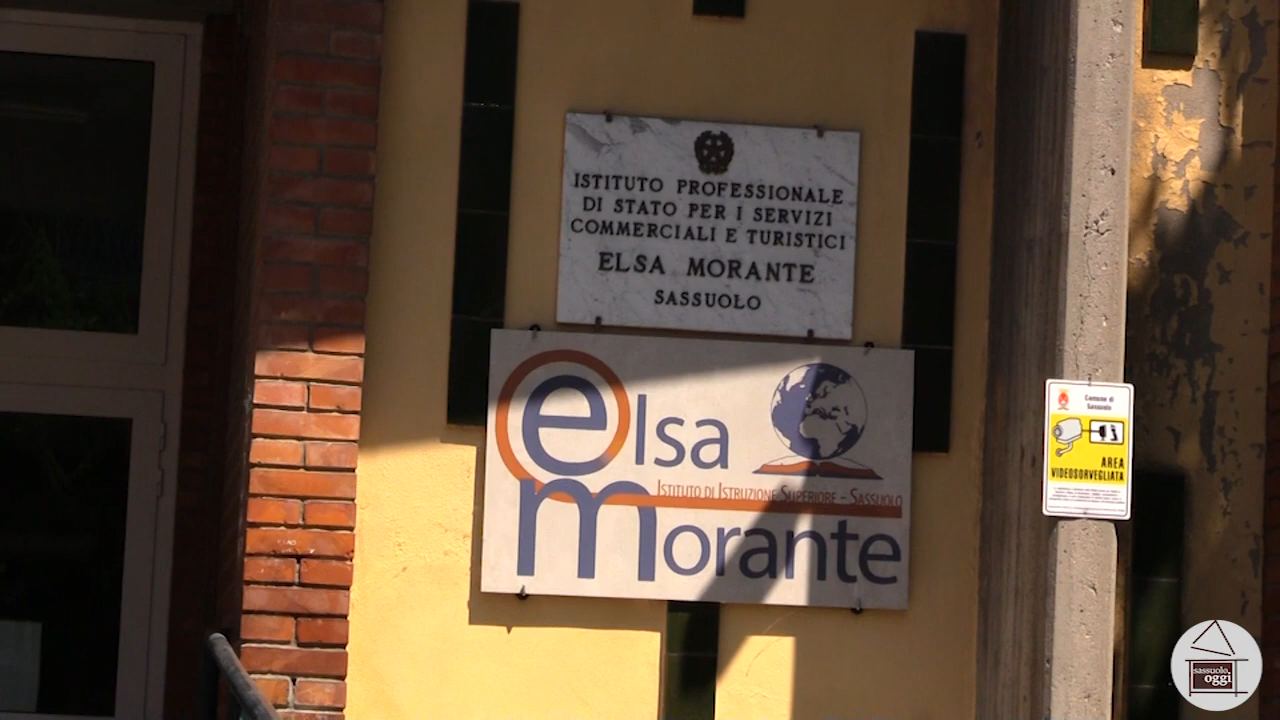 ISTITUTO PROFESSIONALE
DI STATO PER I SERVIZI
COMMERCIALI E TURISTICI
ELSA MORANTE
SASSUOLO
elsa
ISTITUTO DI ISTRUZIONE SUPERIORE - SASSUOLO
morante
Comune di
Sassuolo
AREA
VIDEOSORVEGLIATA
sassuolo
oggi